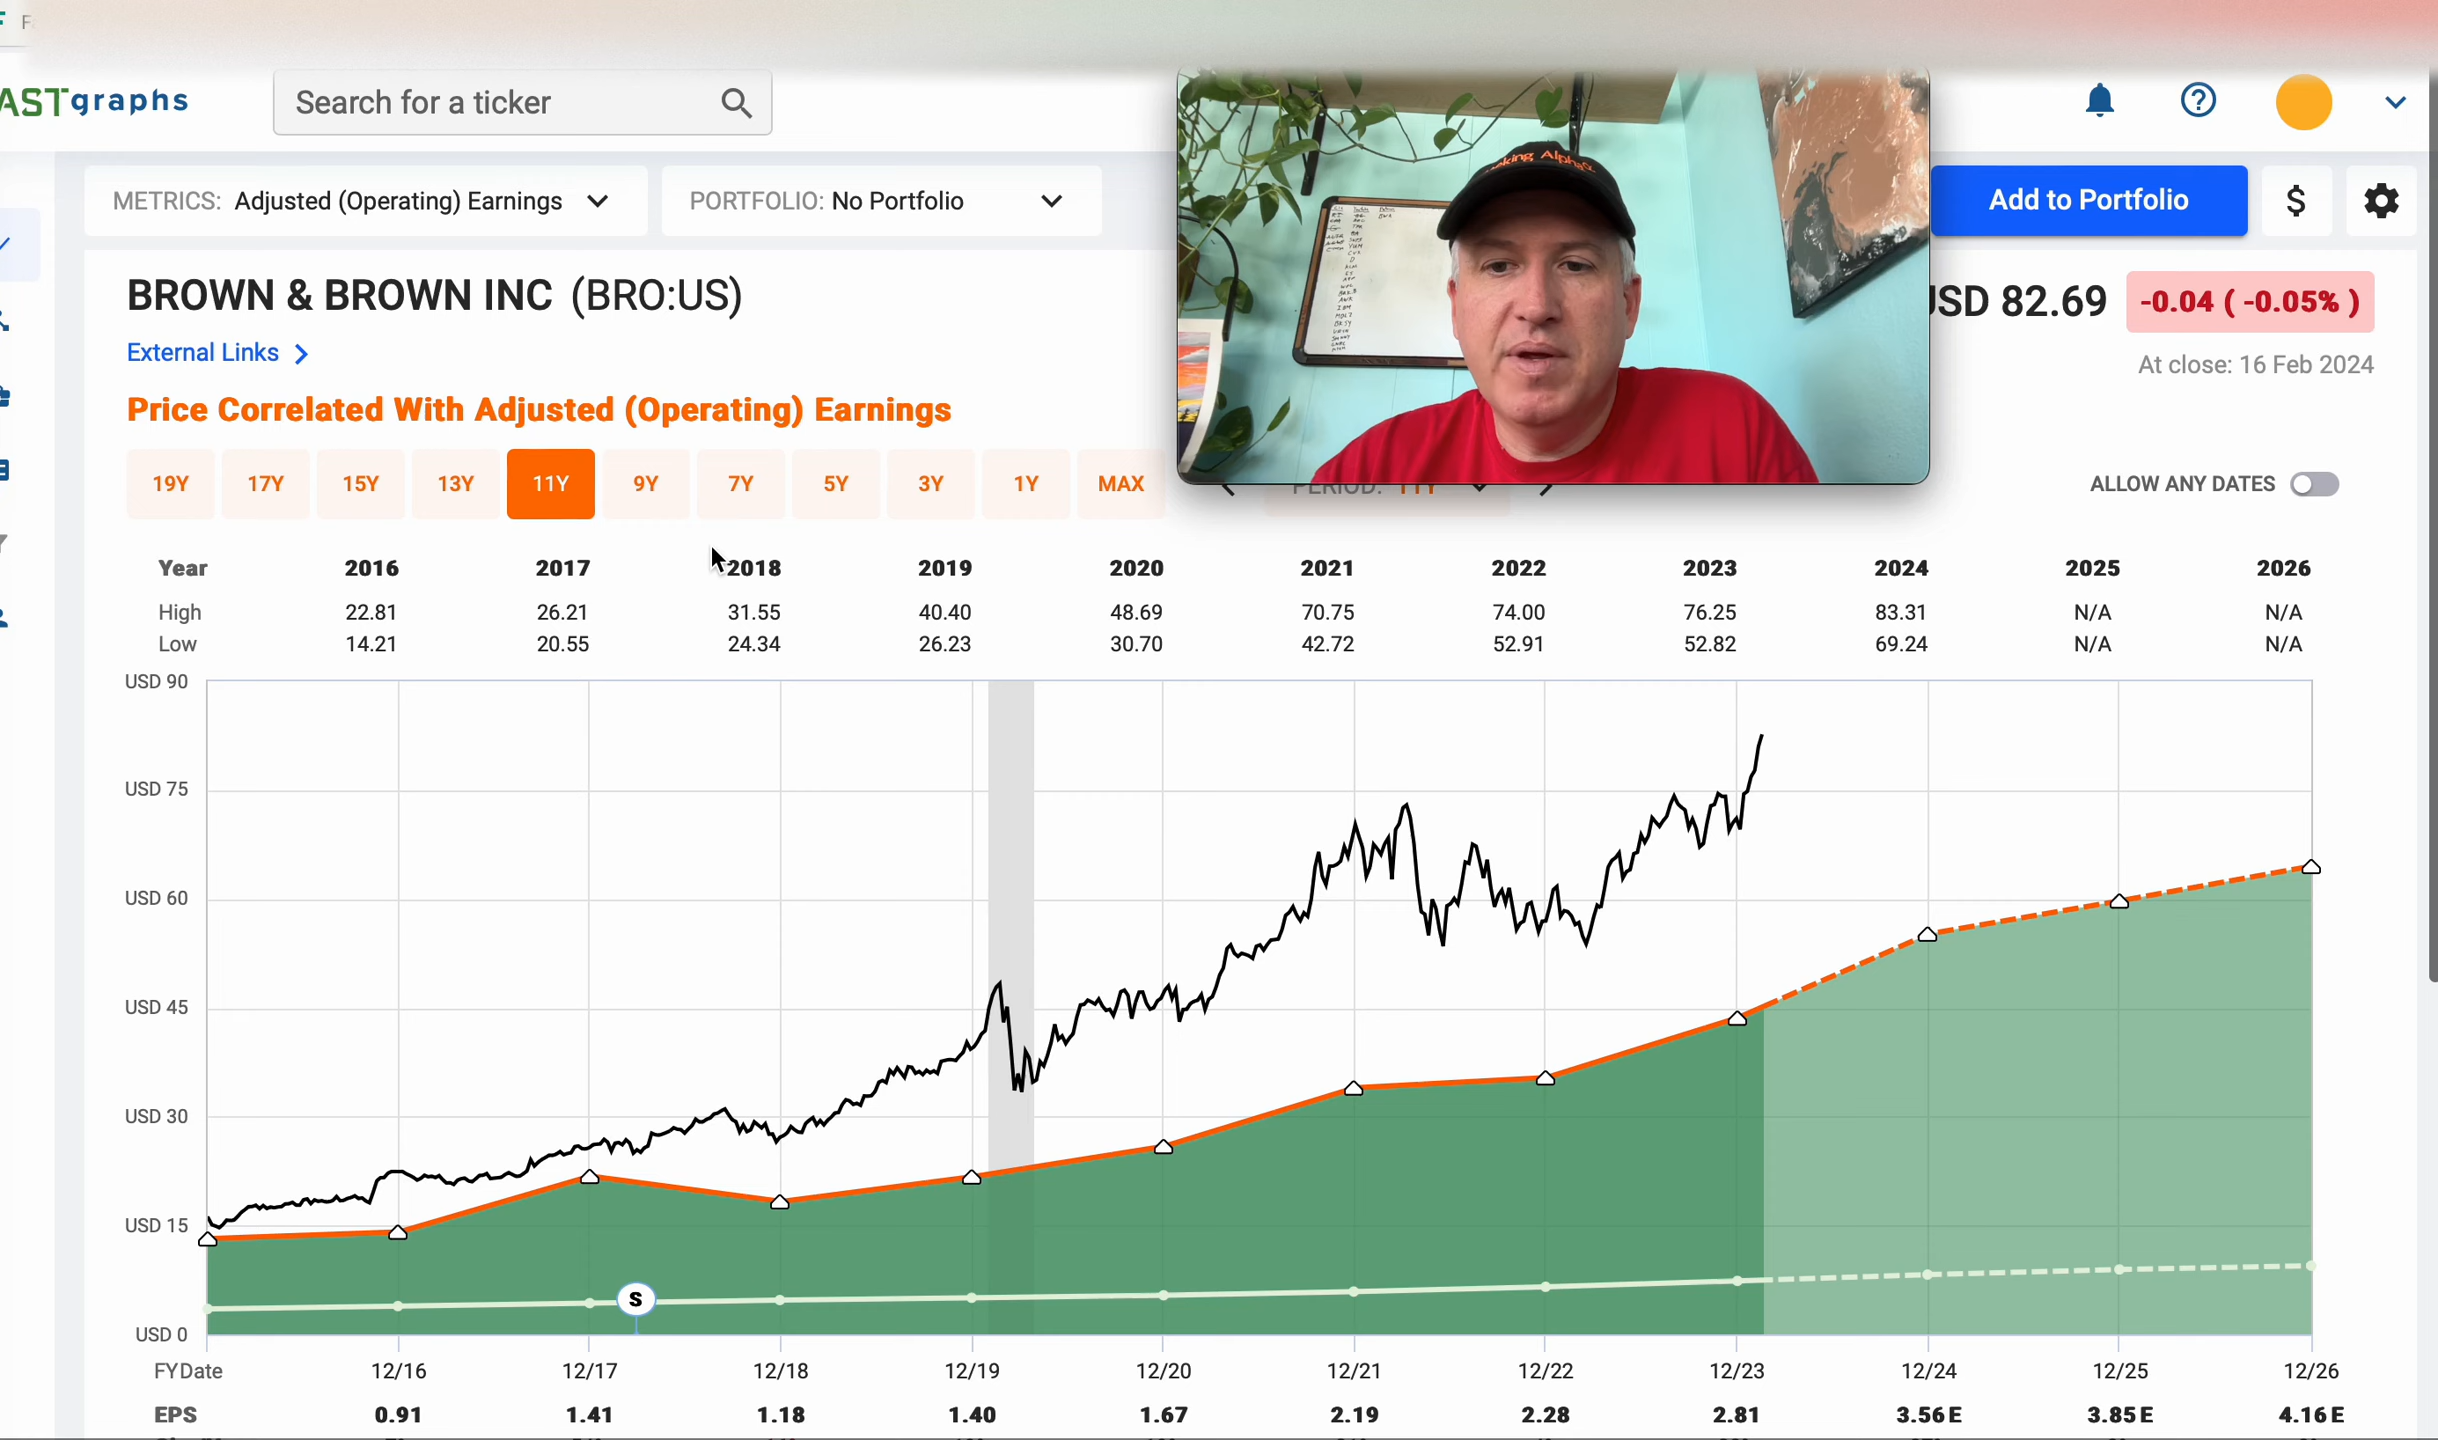 ASTgraphs
Search for a ticker
METRICS: Adjusted (Operating) Earnings
PORTFOLIO: No Portfolio
Add to Portfolio
$
BROWN & BROWN INC (BRO:US)
USD 82.69
-0.04 ( -0.05% )
External Links
At close: 16 Feb 2024
Price Correlated With Adjusted (Operating) Earnings
19Y 17Y 15Y 13Y 11Y 9Y 7Y 5Y 3Y 1Y MAX
PERIOD: 11Y
ALLOW ANY DATES
Year 2016 2017 2018 2019 2020 2021 2022 2023 2024 2025 2026
High 22.81 26.21 31.55 40.40 48.69 70.75 74.00 76.25 83.31 N/A N/A
Low 14.21 20.55 24.34 26.23 30.70 42.72 52.91 52.82 69.24 N/A N/A
USD 90
USD 75
USD 60
USD 45
USD 30
USD 15
S
USD 0
FYDate 12/16 12/17 12/18 12/19 12/20 12/21 12/22 12/23 12/24 12/25 12/26
EPS 0.91 1.41 1.18 1.40 1.67 2.19 2.28 2.81 3.56E 3.85E 4.16E